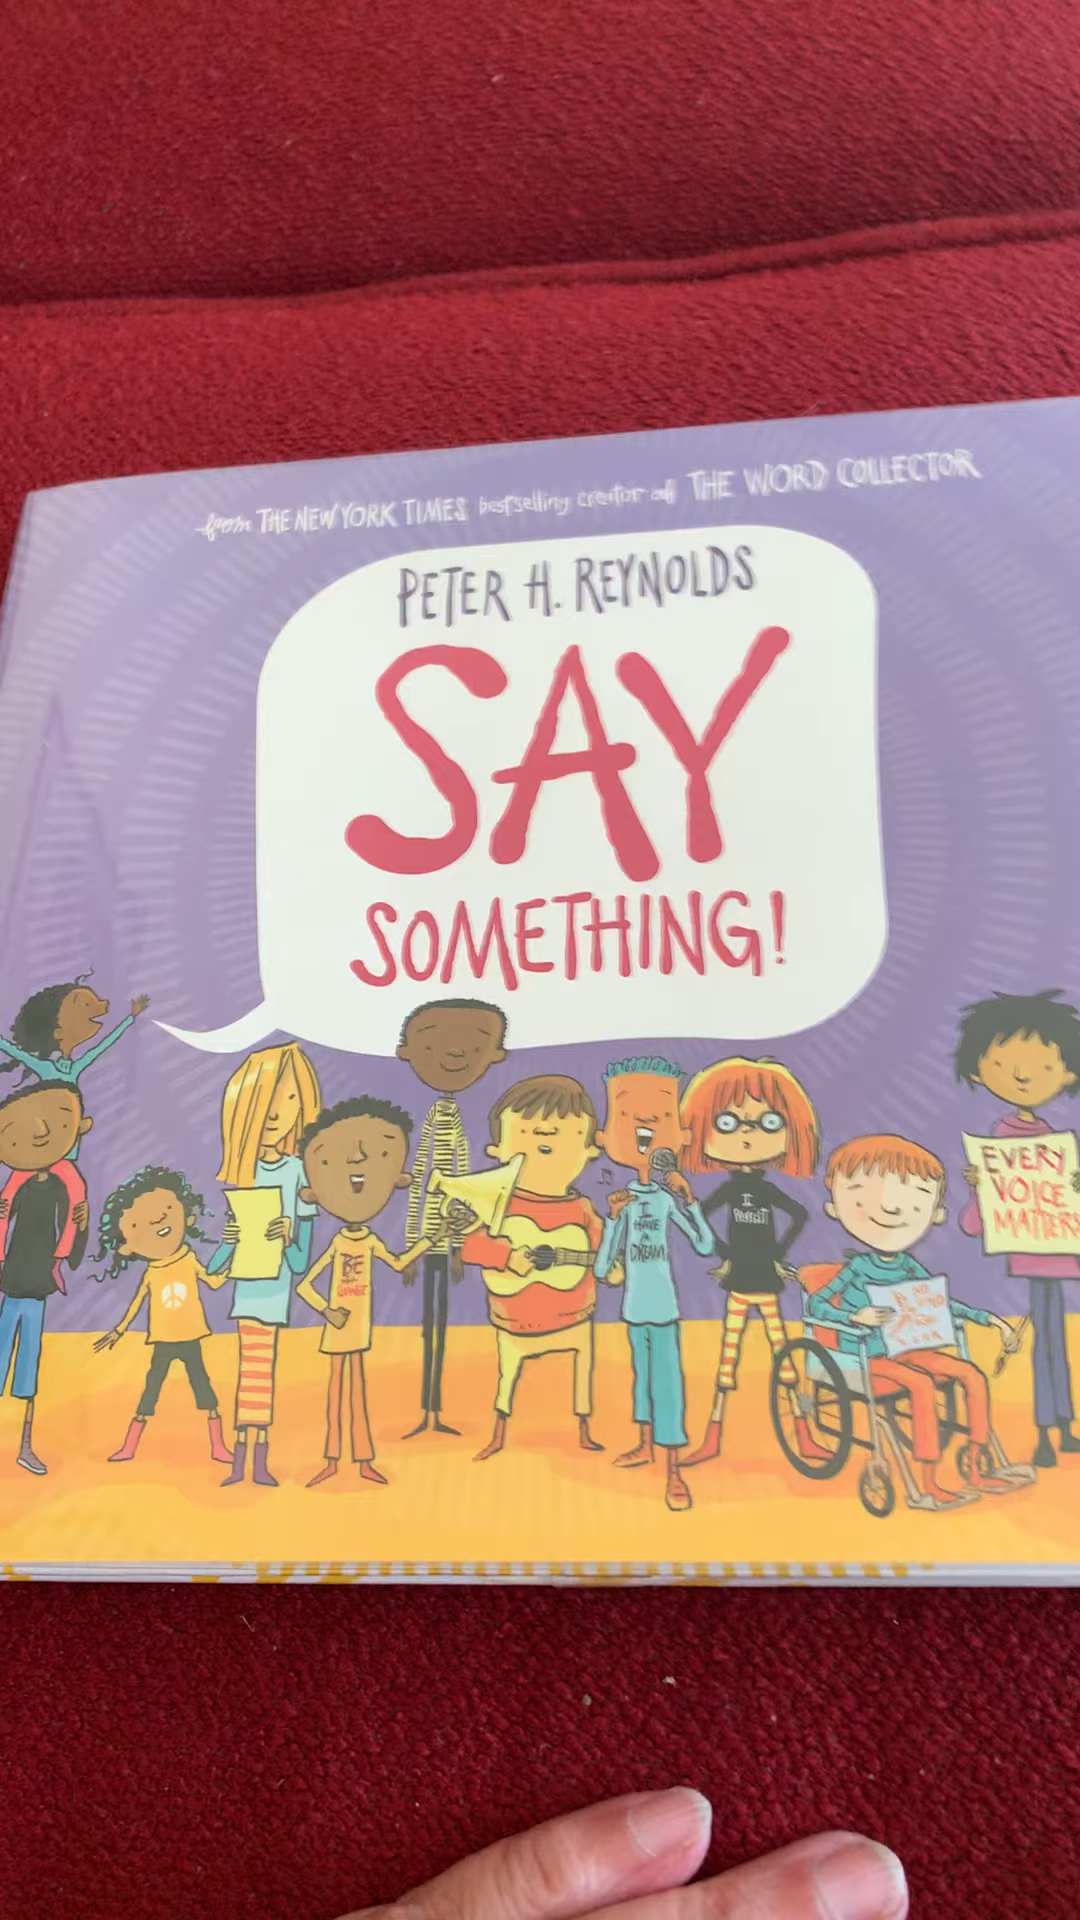 from THE NEW YORK TIMES bestselling creator of THE WORD COLLECTOR
PETER H. REYNOLDS
SAY
SOMETHING!
EVERY
VOICE
MATTERS
BE
I
HAVE
A
DREAM
I